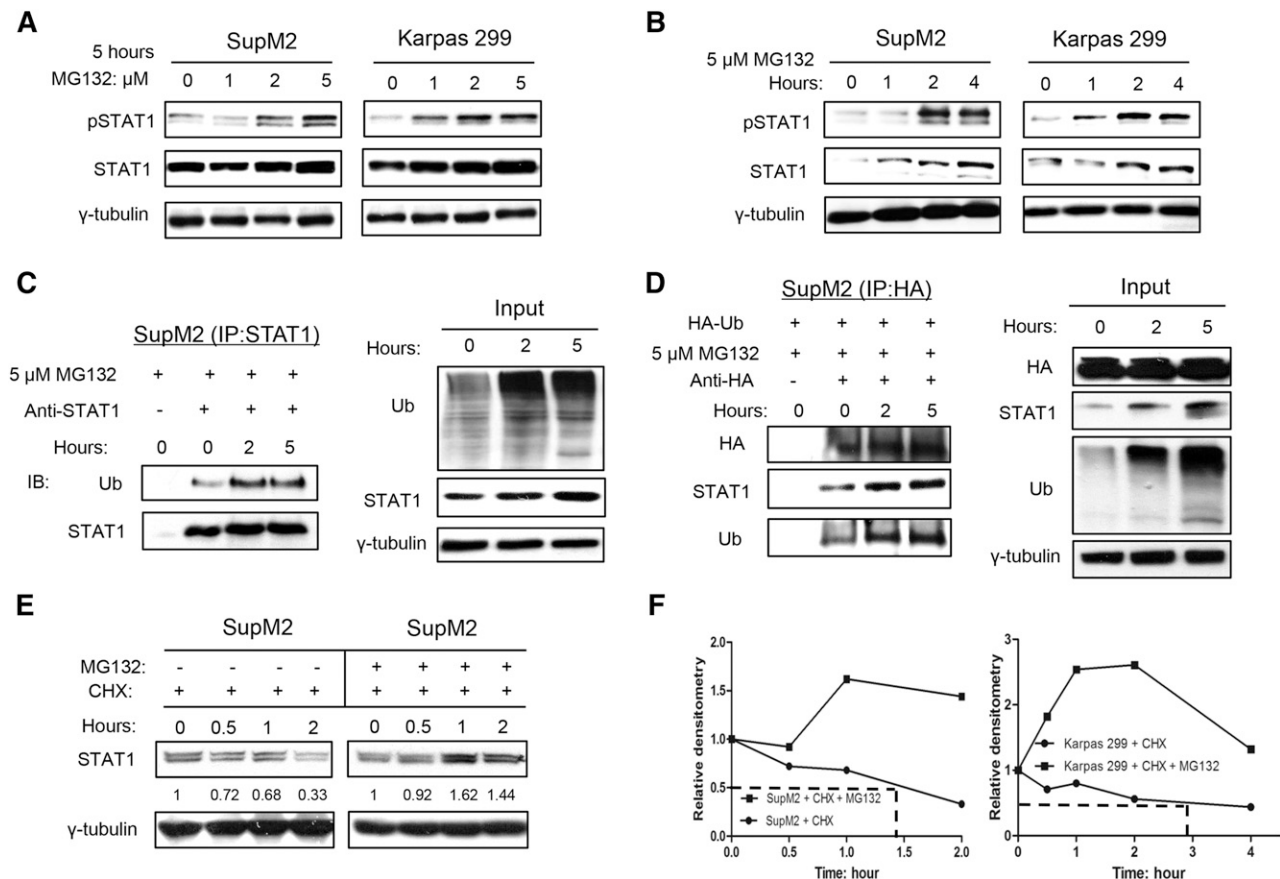 A
SupM2 Karpas 299
5 hours
MG132: μM 0 1 2 5 0 1 2 5
pSTAT1
STAT1
γ-tubulin
B
SupM2 Karpas 299
5 μM MG132
Hours: 0 1 2 4 0 1 2 4
pSTAT1
STAT1
γ-tubulin
C
SupM2 (IP:STAT1)
5 μM MG132 + + + +
Anti-STAT1 - + + +
Hours: 0 0 2 5
IB: Ub
STAT1
Input
Hours: 0 2 5
Ub
STAT1
γ-tubulin
D
SupM2 (IP:HA)
HA-Ub + + + +
5 μM MG132 + + + +
Anti-HA - + + +
Hours: 0 0 2 5
HA
STAT1
Ub
Input
Hours: 0 2 5
HA
STAT1
Ub
γ-tubulin
E
SupM2 SupM2
MG132: - - - - + + + +
CHX: + + + + + + + +
Hours: 0 0.5 1 2 0 0.5 1 2
STAT1
1 0.72 0.68 0.33 1 0.92 1.62 1.44
γ-tubulin
F
Relative densitometry
2.0
1.5
1.0
0.5
0.0
SupM2 + CHX + MG132
SupM2 + CHX
0.0 0.5 1.0 1.5 2.0
Time: hour
Relative densitometry
3
2
1
0
Karpas 299 + CHX
Karpas 299 + CHX + MG132
0 1 2 3 4
Time: hour